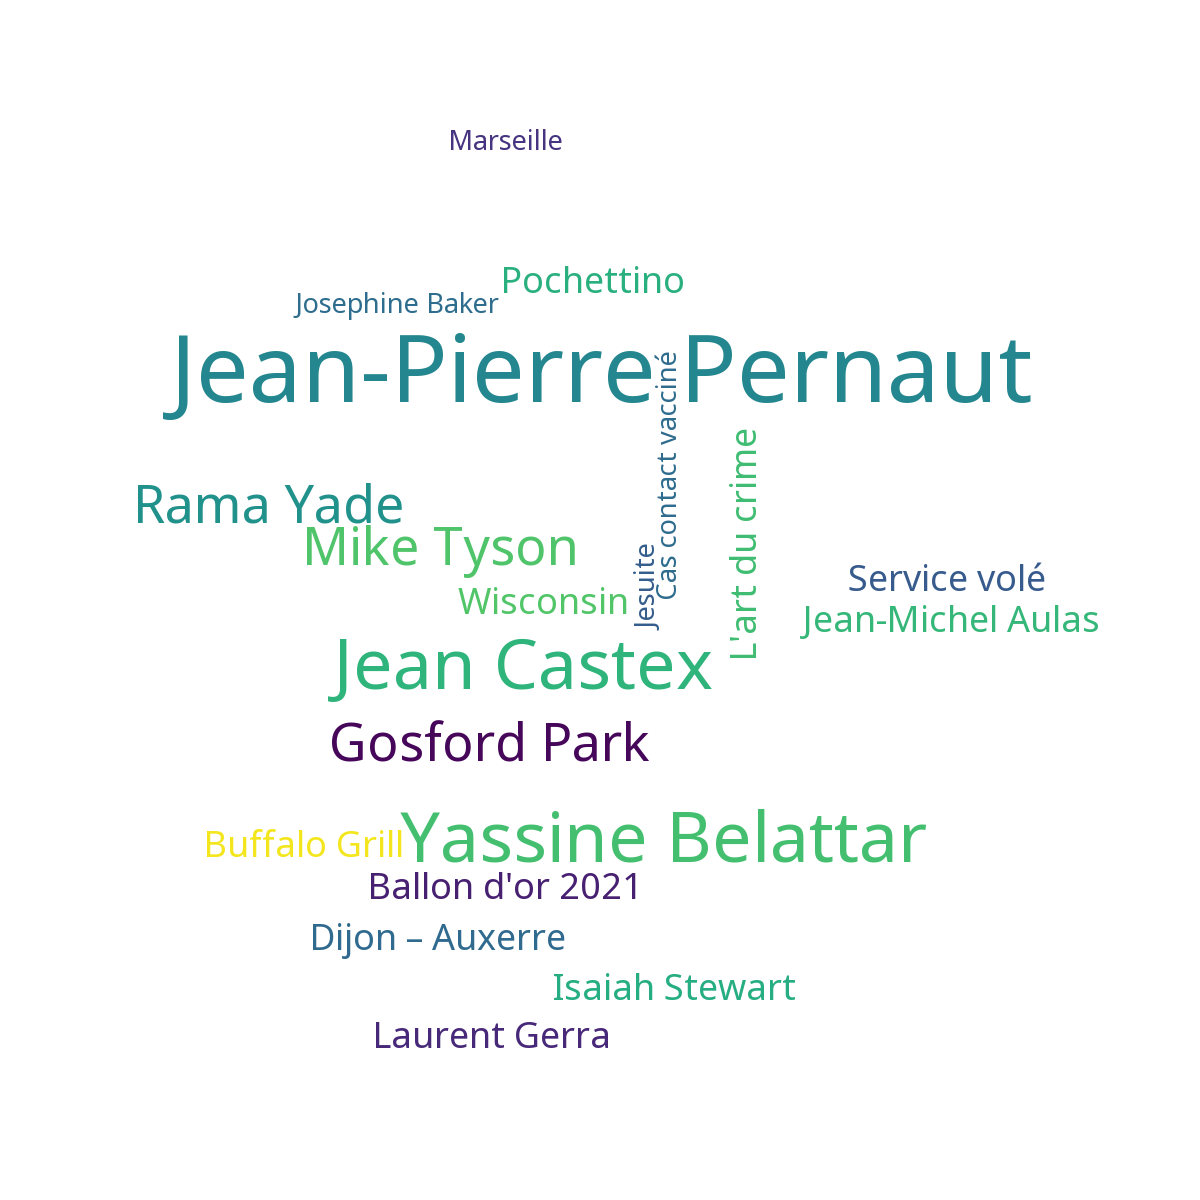 Marseille
Pochettino
Josephine Baker
Jean-Pierre Pernaut
Cas contact vacciné
L'art du crime
Rama Yade
Mike Tyson
Jesuite
Service volé
Wisconsin
Jean-Michel Aulas
Jean Castex
Gosford Park
Yassine Belattar
Buffalo Grill
Ballon d'or 2021
Dijon – Auxerre
Isaiah Stewart
Laurent Gerra